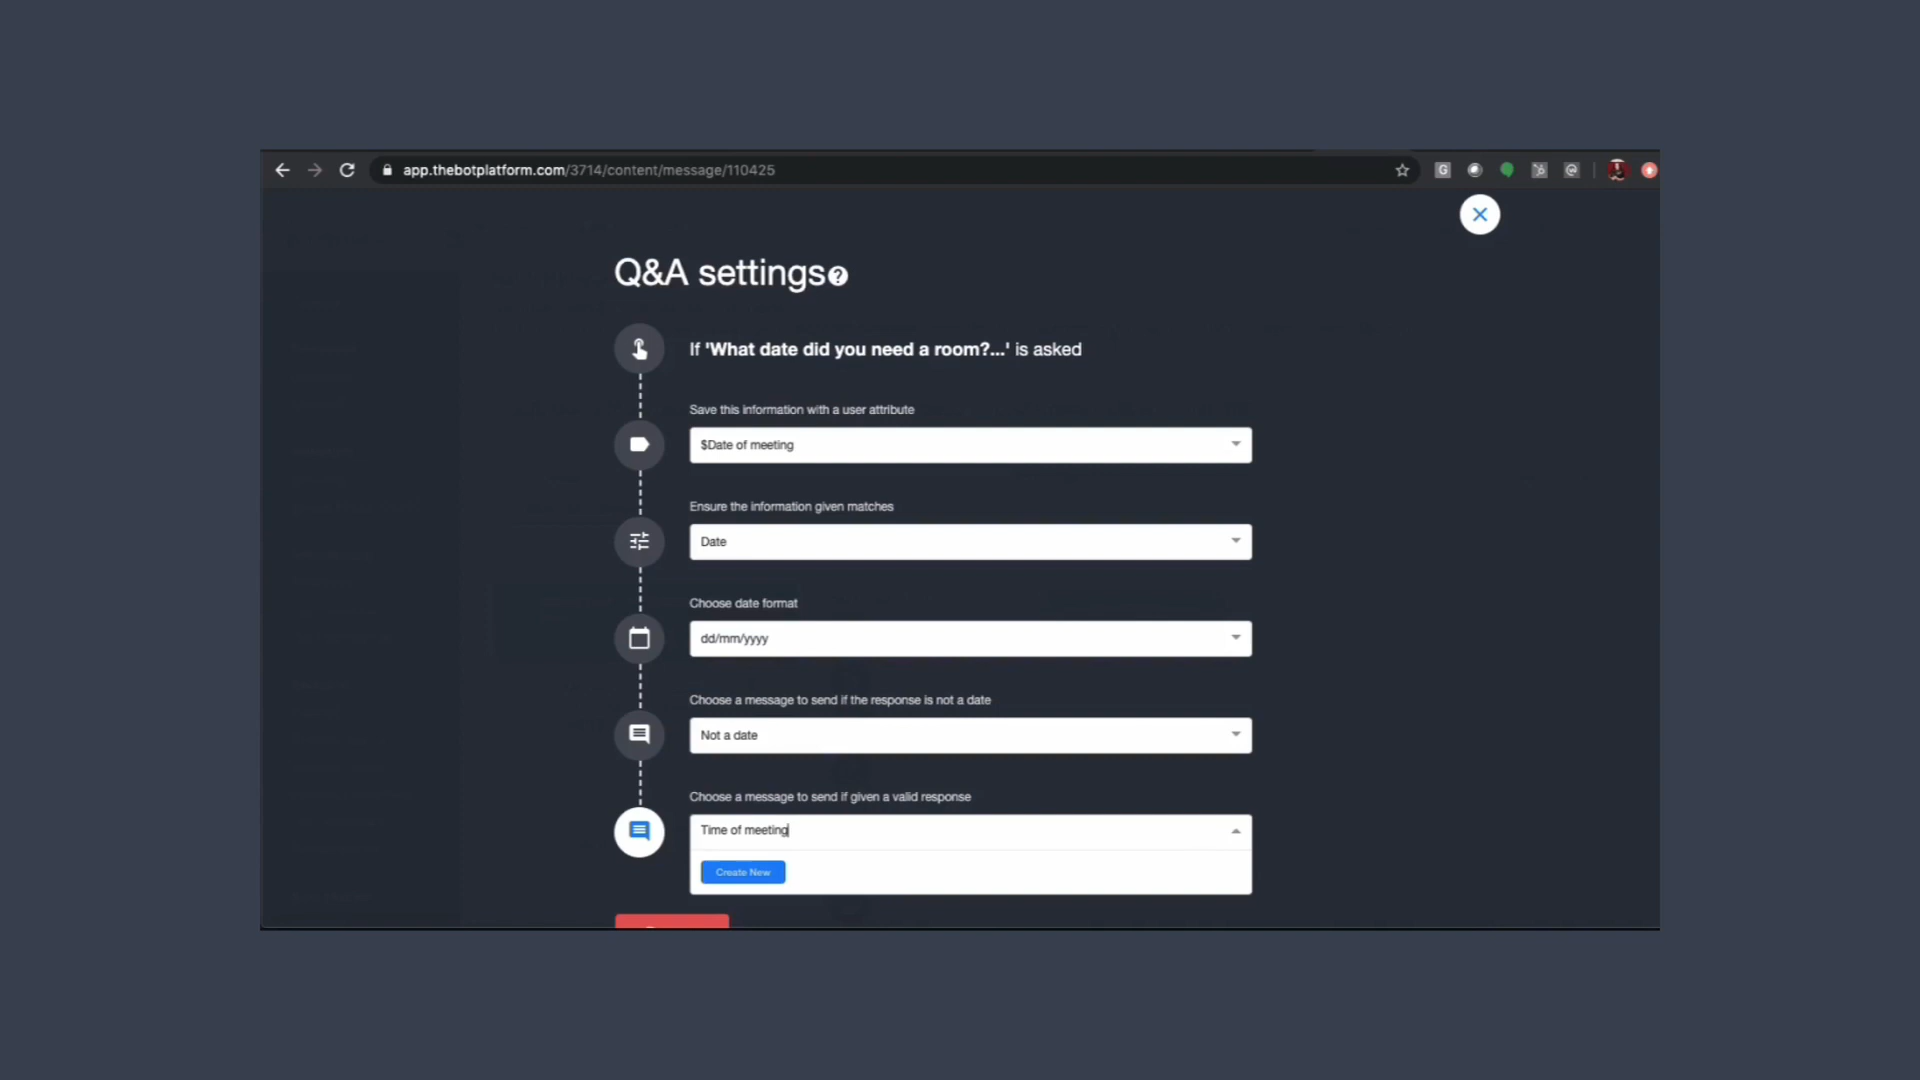 app.thebotplatform.com/3714/content/message/110425
Q&A settings
If 'What date did you need a room?...' is asked
Save this information with a user attribute
$Date of meeting
Ensure the information given matches
Date
Choose date format
dd/mm/yyyy
Choose a message to send if the response is not a date
Not a date
Choose a message to send if given a valid response
Time of meeting
Create New